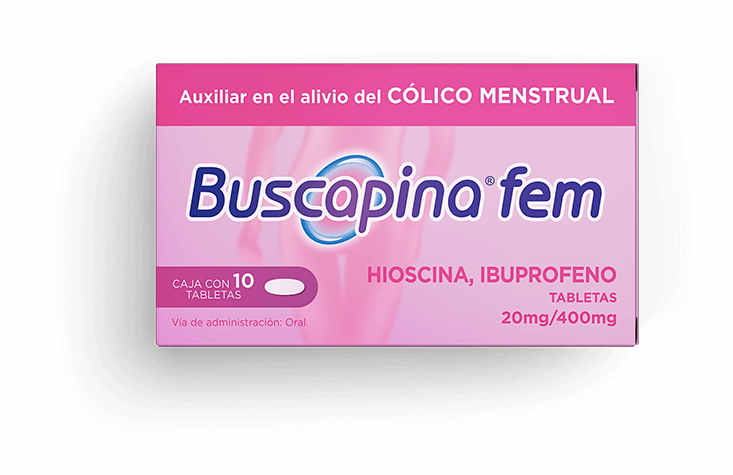 Auxiliar en el alivio del CÓLICO MENSTRUAL
Buscapina® fem
HIOSCINA, IBUPROFENO
TABLETAS
20mg/400mg
CAJA CON 10
TABLETAS
Vía de administración: Oral.